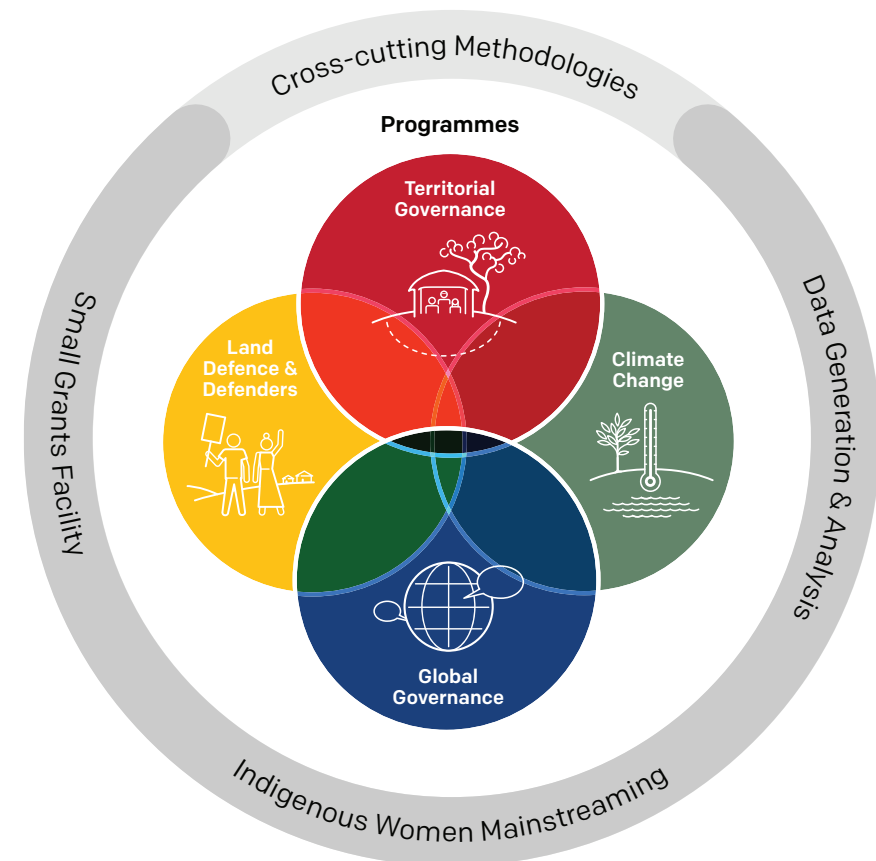 Cross-cutting Methodologies
Programmes
Territorial
Governance
Land
Defence &
Defenders
Climate
Change
Small Grants Facility
Data Generation & Analysis
Global
Governance
Indigenous Women Mainstreaming